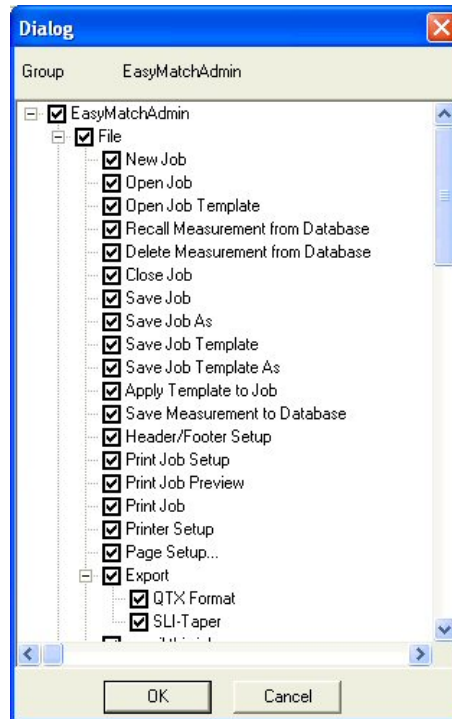 Dialog
Group EasyMatchAdmin
EasyMatchAdmin
File
New Job
Open Job
Open Job Template
Recall Measurement from Database
Delete Measurement from Database
Close Job
Save Job
Save Job As
Save Job Template
Save Job Template As
Apply Template to Job
Save Measurement to Database
Header/Footer Setup
Print Job Setup
Print Job Preview
Print Job
Printer Setup
Page Setup...
Export
QTX Format
SLI-Taper
OK Cancel